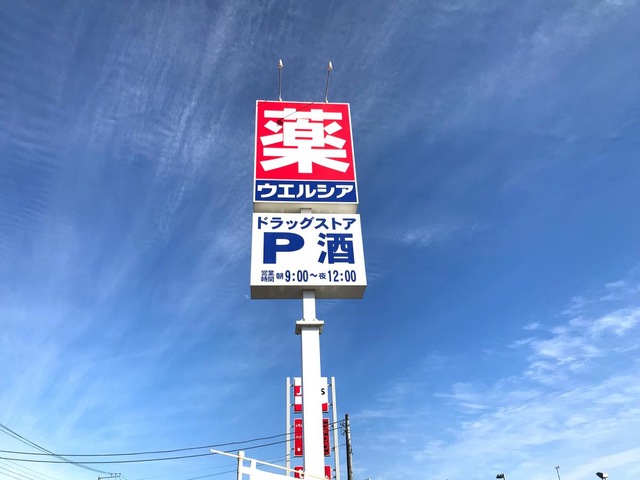 薬
ウエルシア
ドラッグストア
P 酒
営業時間 朝9:00〜夜12:00